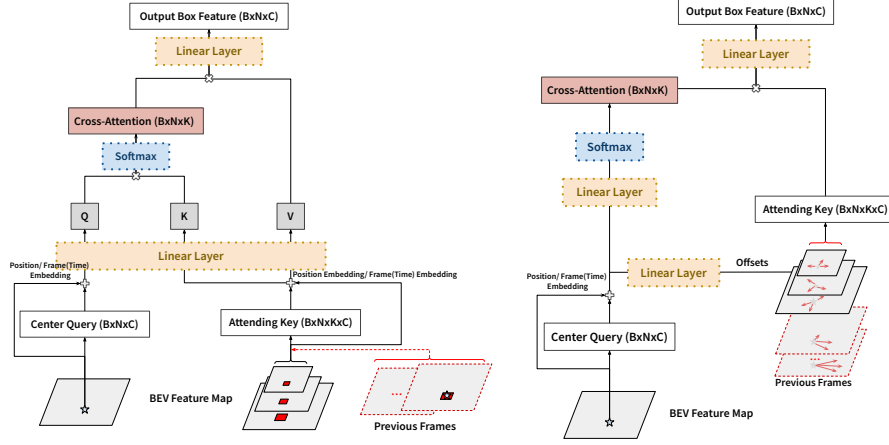 Output Box Feature (BxNxC)
Linear Layer
Cross-Attention (BxNxK)
Softmax
Q
K
V
Linear Layer
Position/ Frame(Time)
Embedding
Position Embedding/ Frame(Time) Embedding
Center Query (BxNxC)
Attending Key (BxNxKxC)
BEV Feature Map
...
Previous Frames
Output Box Feature (BxNxC)
Linear Layer
Cross-Attention (BxNxK)
Softmax
Linear Layer
Attending Key (BxNxKxC)
Position/ Frame(Time)
Embedding
Linear Layer
Offsets
Center Query (BxNxC)
...
Previous Frames
BEV Feature Map